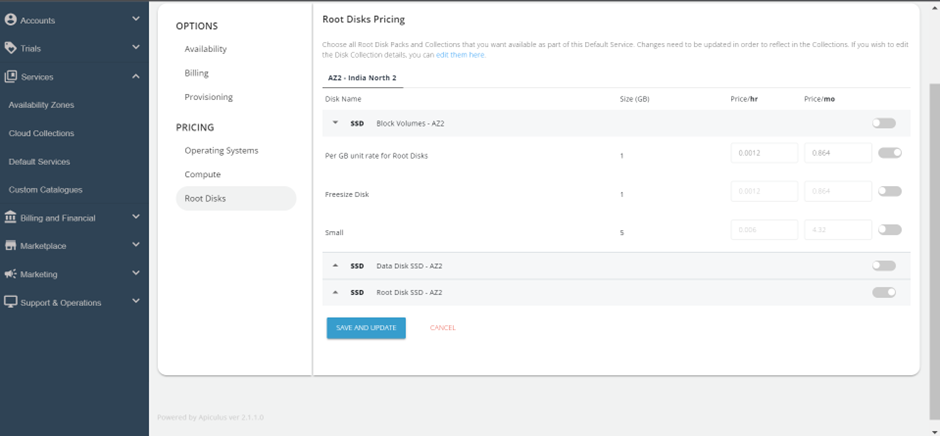 Accounts
Trials
Services
Availability Zones
Cloud Collections
Default Services
Custom Catalogues
Billing and Financial
Marketplace
Marketing
Support & Operations
OPTIONS
Availability
Billing
Provisioning
PRICING
Operating Systems
Compute
Root Disks
Root Disks Pricing
Choose all Root Disk Packs and Collections that you want available as part of this Default Service. Changes need to be updated in order to reflect in the Collections. If you wish to edit
the Disk Collection details, you can edit them here.
AZ2 - India North 2
Disk Name Size (GB) Price/hr Price/mo
SSD Block Volumes - AZ2
Per GB unit rate for Root Disks 1 0.0012 0.864
Freesize Disk 1 0.0012 0.864
Small 5 0.006 4.32
SSD Data Disk SSD - AZ2
SSD Root Disk SSD - AZ2
SAVE AND UPDATE CANCEL
Powered by Apiculus ver 2.1.1.0